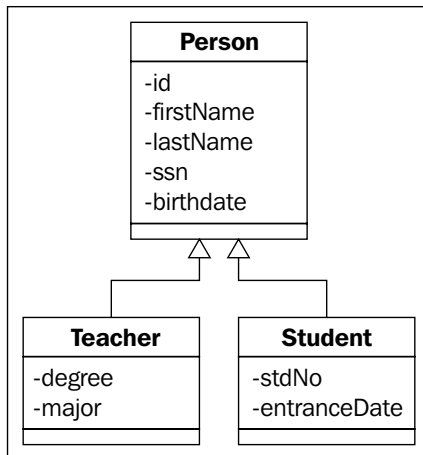 Person
-id
-firstName
-lastName
-ssn
-birthdate
Teacher
-degree
-major
Student
-stdNo
-entranceDate